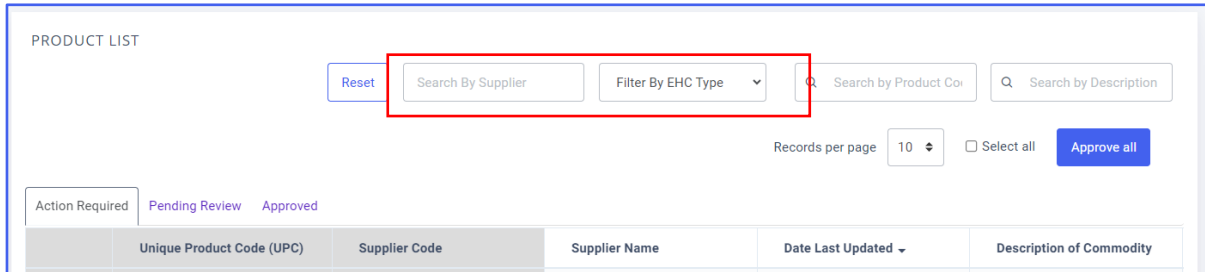 PRODUCT LIST
Reset Search By Supplier Filter By EHC Type Search by Product Co Search by Description
Records per page 10 Select all Approve all
Action Required Pending Review Approved
Unique Product Code (UPC) Supplier Code Supplier Name Date Last Updated Description of Commodity